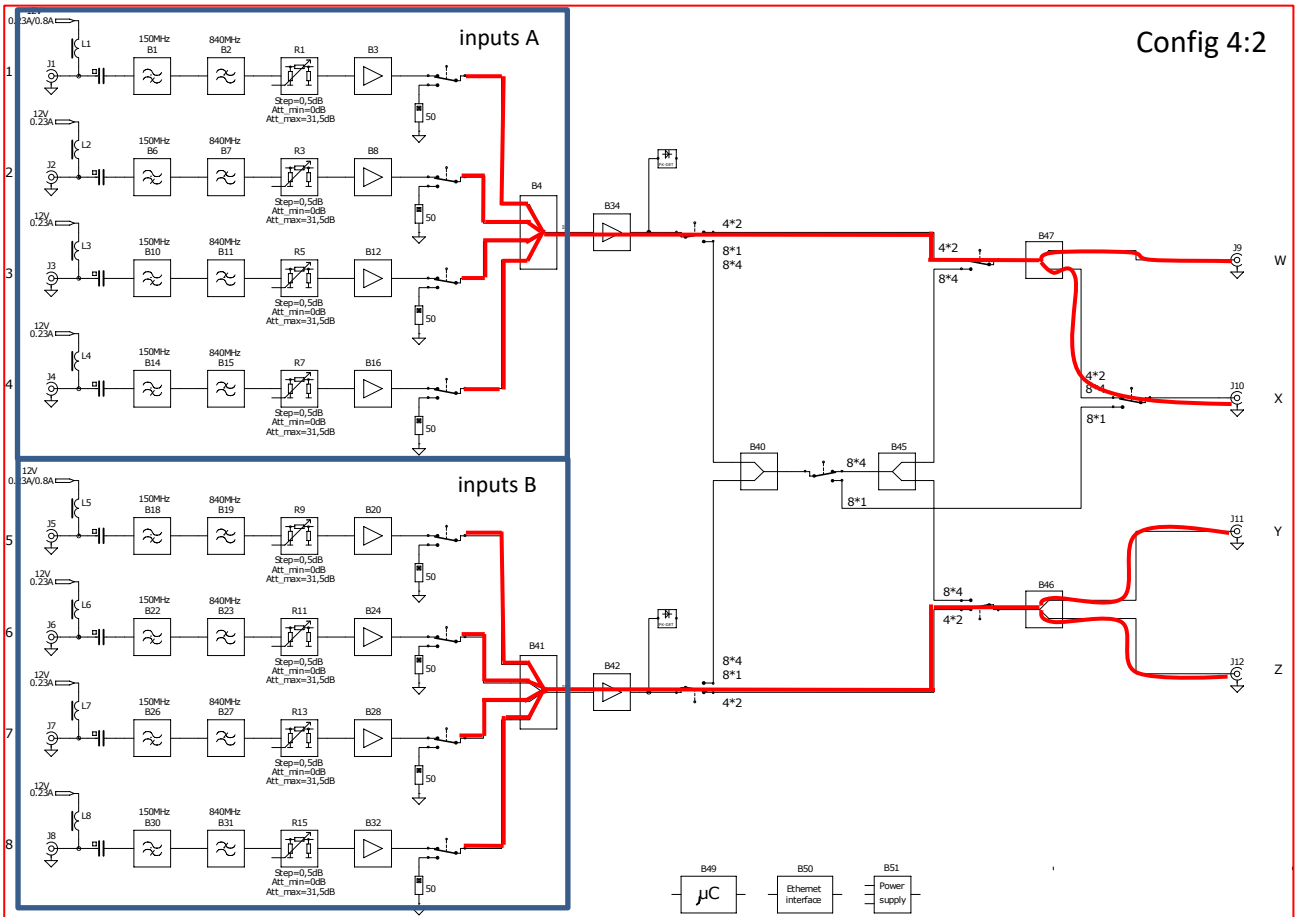 Config 4:2
inputs A
12V
0.23A/0.8A
L1
150MHz
B1
840MHz
B2
R1
B3
J1
1
Step=0,5dB
Att_min=0dB
Att_max=31,5dB
50
12V
0.23A
L2
150MHz
B6
840MHz
B7
R3
B8
J2
2
Step=0,5dB
Att_min=0dB
Att_max=31,5dB
50
12V
0.23A
L3
150MHz
B10
840MHz
B11
R5
B12
J3
3
Step=0,5dB
Att_min=0dB
Att_max=31,5dB
50
12V
0.23A
L4
150MHz
B14
840MHz
B15
R7
B16
J4
4
Step=0,5dB
Att_min=0dB
Att_max=31,5dB
50
B4
B34
PK-DET
4*2
8*1
8*4
4*2
8*4
B47
J9
W
4*2
8*4
8*1
J10
X
B40
8*4
8*1
B45
inputs B
12V
L5
150MHz
B18
840MHz
B19
R9
B20
J5
5
Step=0,5dB
Att_min=0dB
Att_max=31,5dB
50
12V
0.23A
L6
150MHz
B22
840MHz
B23
R11
B24
J6
6
Step=0,5dB
Att_min=0dB
Att_max=31,5dB
50
12V
0.23A
L7
150MHz
B26
840MHz
B27
R13
B28
J7
7
Step=0,5dB
Att_min=0dB
Att_max=31,5dB
50
12V
0.23A
L8
150MHz
B30
840MHz
B31
R15
B32
J8
8
Step=0,5dB
Att_min=0dB
Att_max=31,5dB
50
B41
B42
PK-DET
8*4
8*1
4*2
8*4
4*2
B46
J11
Y
J12
Z
B49
µC
B50
Ethernet
interface
B51
Power
supply